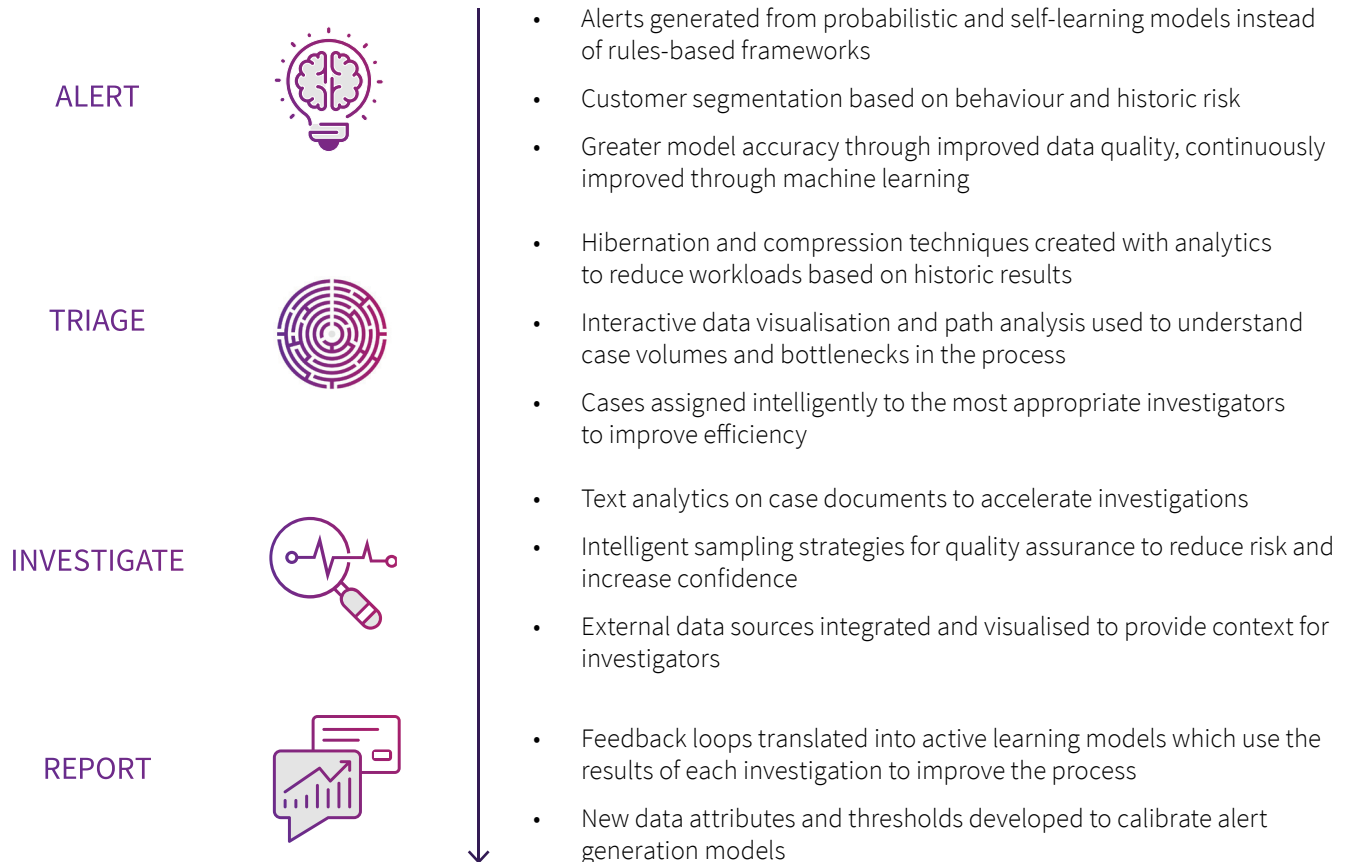 ALERT
• Alerts generated from probabilistic and self-learning models instead
of rules-based frameworks
• Customer segmentation based on behaviour and historic risk
• Greater model accuracy through improved data quality, continuously
improved through machine learning
TRIAGE
• Hibernation and compression techniques created with analytics
to reduce workloads based on historic results
• Interactive data visualisation and path analysis used to understand
case volumes and bottlenecks in the process
• Cases assigned intelligently to the most appropriate investigators
to improve efficiency
INVESTIGATE
• Text analytics on case documents to accelerate investigations
• Intelligent sampling strategies for quality assurance to reduce risk and
increase confidence
• External data sources integrated and visualised to provide context for
investigators
REPORT
• Feedback loops translated into active learning models which use the
results of each investigation to improve the process
• New data attributes and thresholds developed to calibrate alert
generation models